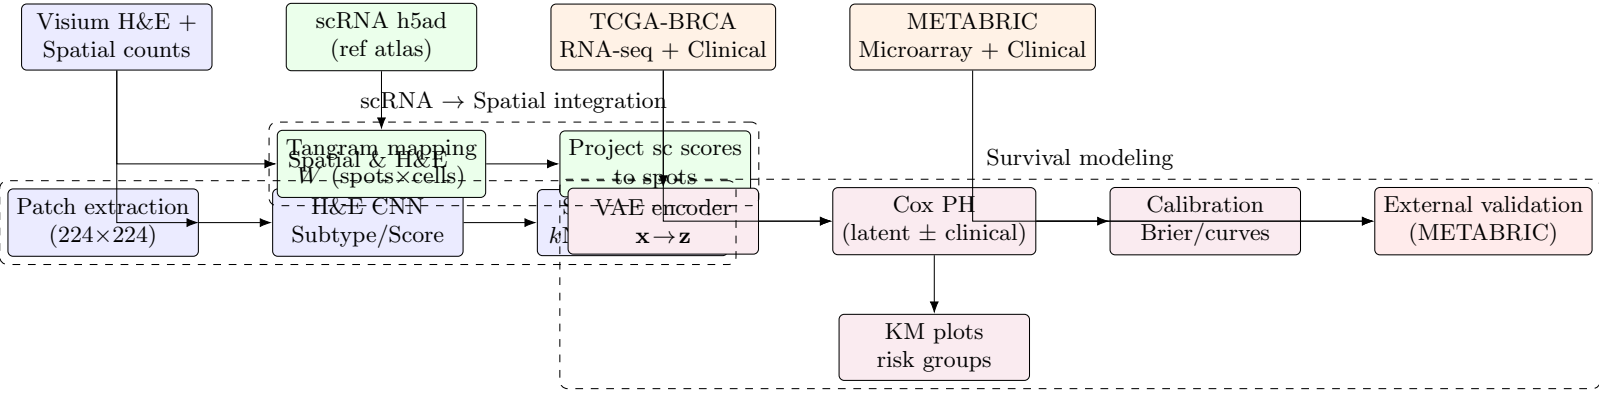 Visium H&E +
Spatial counts
scRNA h5ad
(ref atlas)
TCGA-BRCA
RNA-seq + Clinical
METABRIC
Microarray + Clinical
scRNA → Spatial integration
Tangram mapping
W (spots×cells)
Spatial & H&E
Project sc scores
to spots
Survival modeling
Patch extraction
(224×224)
H&E CNN
Subtype/Score
VAE encoder
x→z
Cox PH
(latent ± clinical)
Calibration
Brier/curves
External validation
(METABRIC)
KM plots
risk groups